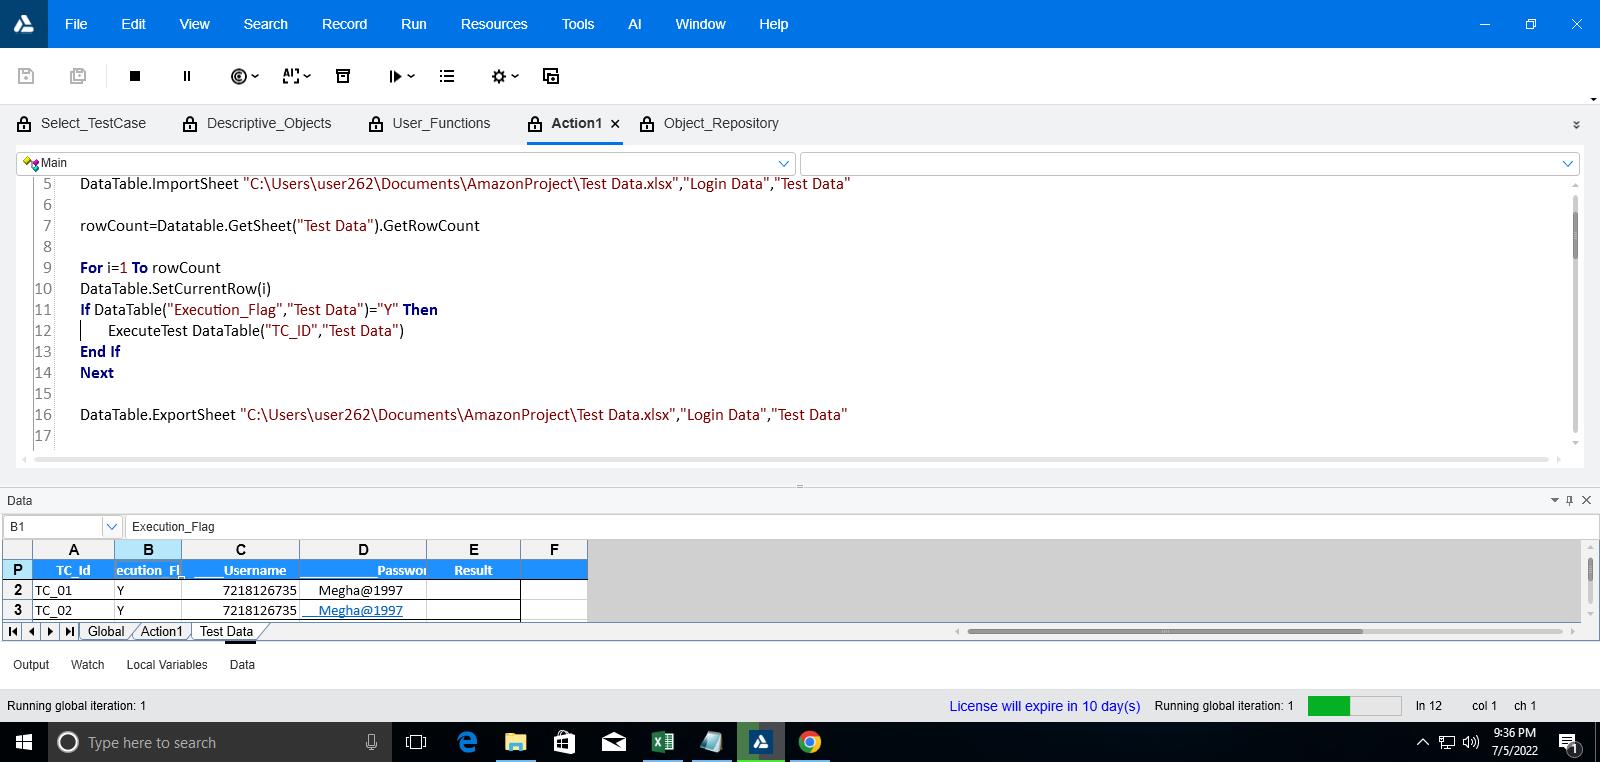 File Edit View Search Record Run Resources Tools AI Window Help
Select_TestCase Descriptive_Objects User_Functions Action1 Object_Repository
Main
5 DataTable.ImportSheet "C:\Users\user262\Documents\AmazonProject\Test Data.xlsx","Login Data","Test Data"
6
7 rowCount=Datatable.GetSheet("Test Data").GetRowCount
8
9 For i=1 To rowCount
10 DataTable.SetCurrentRow(i)
11 If DataTable("Execution_Flag","Test Data")="Y" Then
12 ExecuteTest DataTable("TC_ID","Test Data")
13 End If
14 Next
15
16 DataTable.ExportSheet "C:\Users\user262\Documents\AmazonProject\Test Data.xlsx","Login Data","Test Data"
17
Data
B1 Execution_Flag
A B C D E F
P TC_Id ecution_Fl Username Passwor Result
2 TC_01 Y 7218126735 Megha@1997
3 TC_02 Y 7218126735 Megha@1997
Global Action1 Test Data
Output Watch Local Variables Data
Running global iteration: 1 License will expire in 10 day(s) Running global iteration: 1 ln 12 col 1 ch 1
Type here to search
9:36 PM
7/5/2022
1